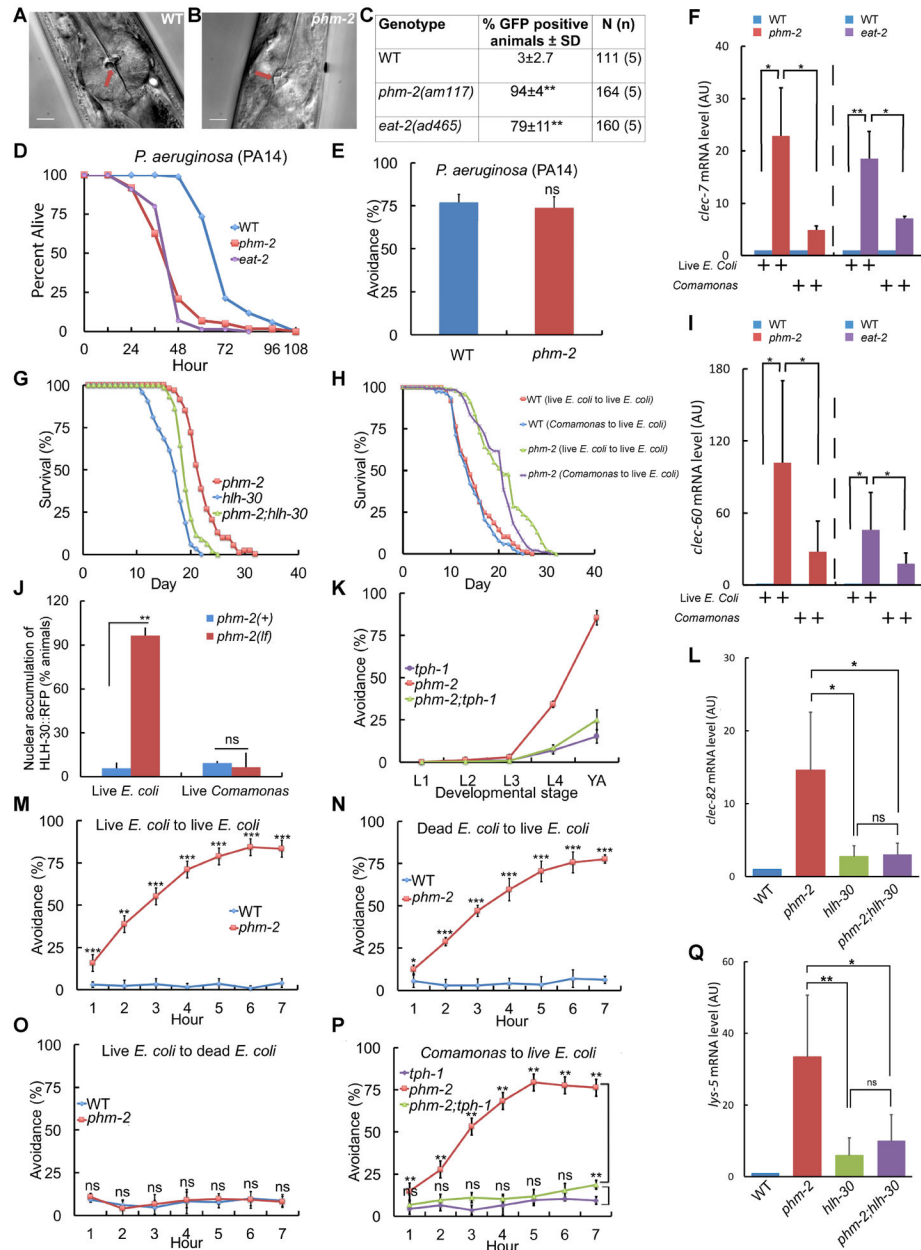 A
WT
B
phm-2
C
Genotype
% GFP positive
animals ± SD
N (n)
WT
3±2.7
111 (5)
phm-2(am117)
94±4**
164 (5)
eat-2(ad465)
79±11**
160 (5)
D
P. aeruginosa (PA14)
Percent Alive
100
75
50
25
0
WT
phm-2
eat-2
0
24
48
72
96
108
Hour
E
P. aeruginosa (PA14)
Avoidance (%)
100
75
50
25
0
ns
WT
phm-2
F
WT
phm-2
WT
eat-2
clec-7 mRNA level (AU)
40
30
20
10
0
*
*
**
*
Live E. Coli
+ +
+ +
Comamonas
+ +
+ +
G
Survival (%)
100
75
50
25
0
phm-2
hlh-30
phm-2;hlh-30
0
10
20
30
40
Day
H
Survival (%)
100
75
50
25
0
WT (live E. coli to live E. coli)
WT (Comamonas to live E. coli)
phm-2 (live E. coli to live E. coli)
phm-2 (Comamonas to live E. coli)
0
10
20
30
40
Day
I
WT
phm-2
WT
eat-2
clec-60 mRNA level (AU)
180
120
60
0
*
*
*
*
Live E. Coli
+ +
+ +
Comamonas
+ +
+ +
J
Nuclear accumulation of
HLH-30::RFP (% animals)
120
90
60
30
0
phm-2(+)
phm-2(lf)
**
ns
Live E. coli
Live Comamonas
K
Avoidance (%)
100
75
50
25
0
tph-1
phm-2
phm-2;tph-1
L1
L2
L3
L4
YA
Developmental stage
L
clec-82 mRNA level (AU)
30
15
0
*
*
ns
WT
phm-2
hlh-30
phm-2;hlh-30
M
Live E. coli to live E. coli
Avoidance (%)
100
75
50
25
0
***
**
***
***
***
***
***
WT
phm-2
1
2
3
4
5
6
7
Hour
N
Dead E. coli to live E. coli
Avoidance (%)
100
75
50
25
0
*
***
***
***
***
***
***
WT
phm-2
1
2
3
4
5
6
7
Hour
O
Live E. coli to dead E. coli
Avoidance (%)
100
75
50
25
0
WT
phm-2
ns
ns
ns
ns
ns
ns
ns
1
2
3
4
5
6
7
Hour
P
Comamonas to live E. coli
Avoidance (%)
100
75
50
25
0
tph-1
phm-2
phm-2;tph-1
**
**
**
**
**
**
**
ns
ns
ns
ns
ns
ns
**
1
2
3
4
5
6
7
Hour
Q
lys-5 mRNA level (AU)
60
40
20
0
**
*
ns
WT
phm-2
hlh-30
phm-2;hlh-30